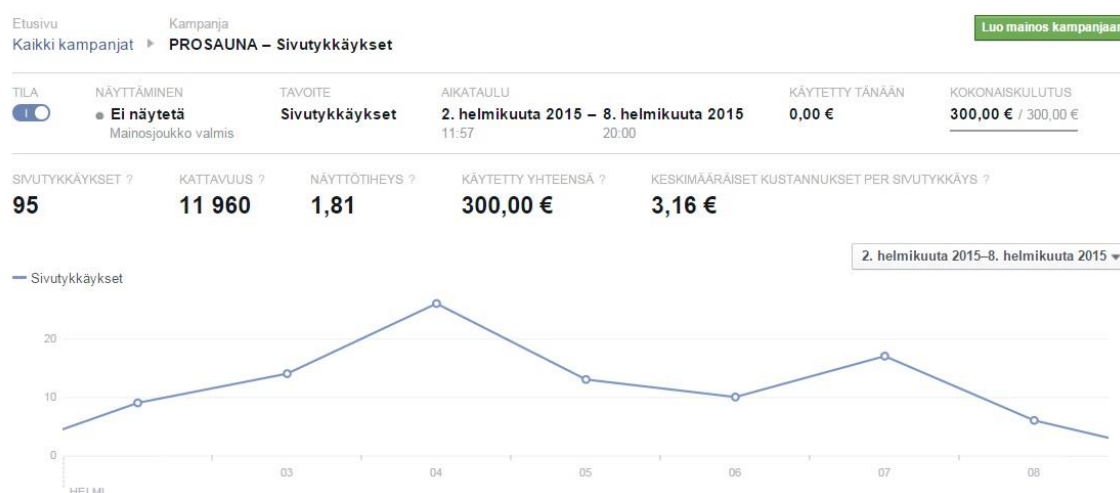 Etusivu Kampanja
Kaikki kampanjat PROSAUNA – Sivutykkäykset
Luo mainos kampanjaan
TILA NÄYTTÄMINEN TAVOITE AIKATAULU KÄYTETTY TÄNÄÄN KOKONAISKULUTUS
Ei näytetä Sivutykkäykset 2. helmikuuta 2015 – 8. helmikuuta 2015 0,00 € 300,00 € / 300,00 €
Mainosjoukko valmis 11:57 20:00
SIVUTYKKÄYKSET ? KATTAVUUS ? NÄYTTÖTIHEYS ? KÄYTETTY YHTEENSÄ ? KESKIMÄÄRÄISET KUSTANNUKSET PER SIVUTYKKÄYS ?
95 11 960 1,81 300,00 € 3,16 €
2. helmikuuta 2015–8. helmikuuta 2015
Sivutykkäykset
20
10
0
03 04 05 06 07 08
HELMI